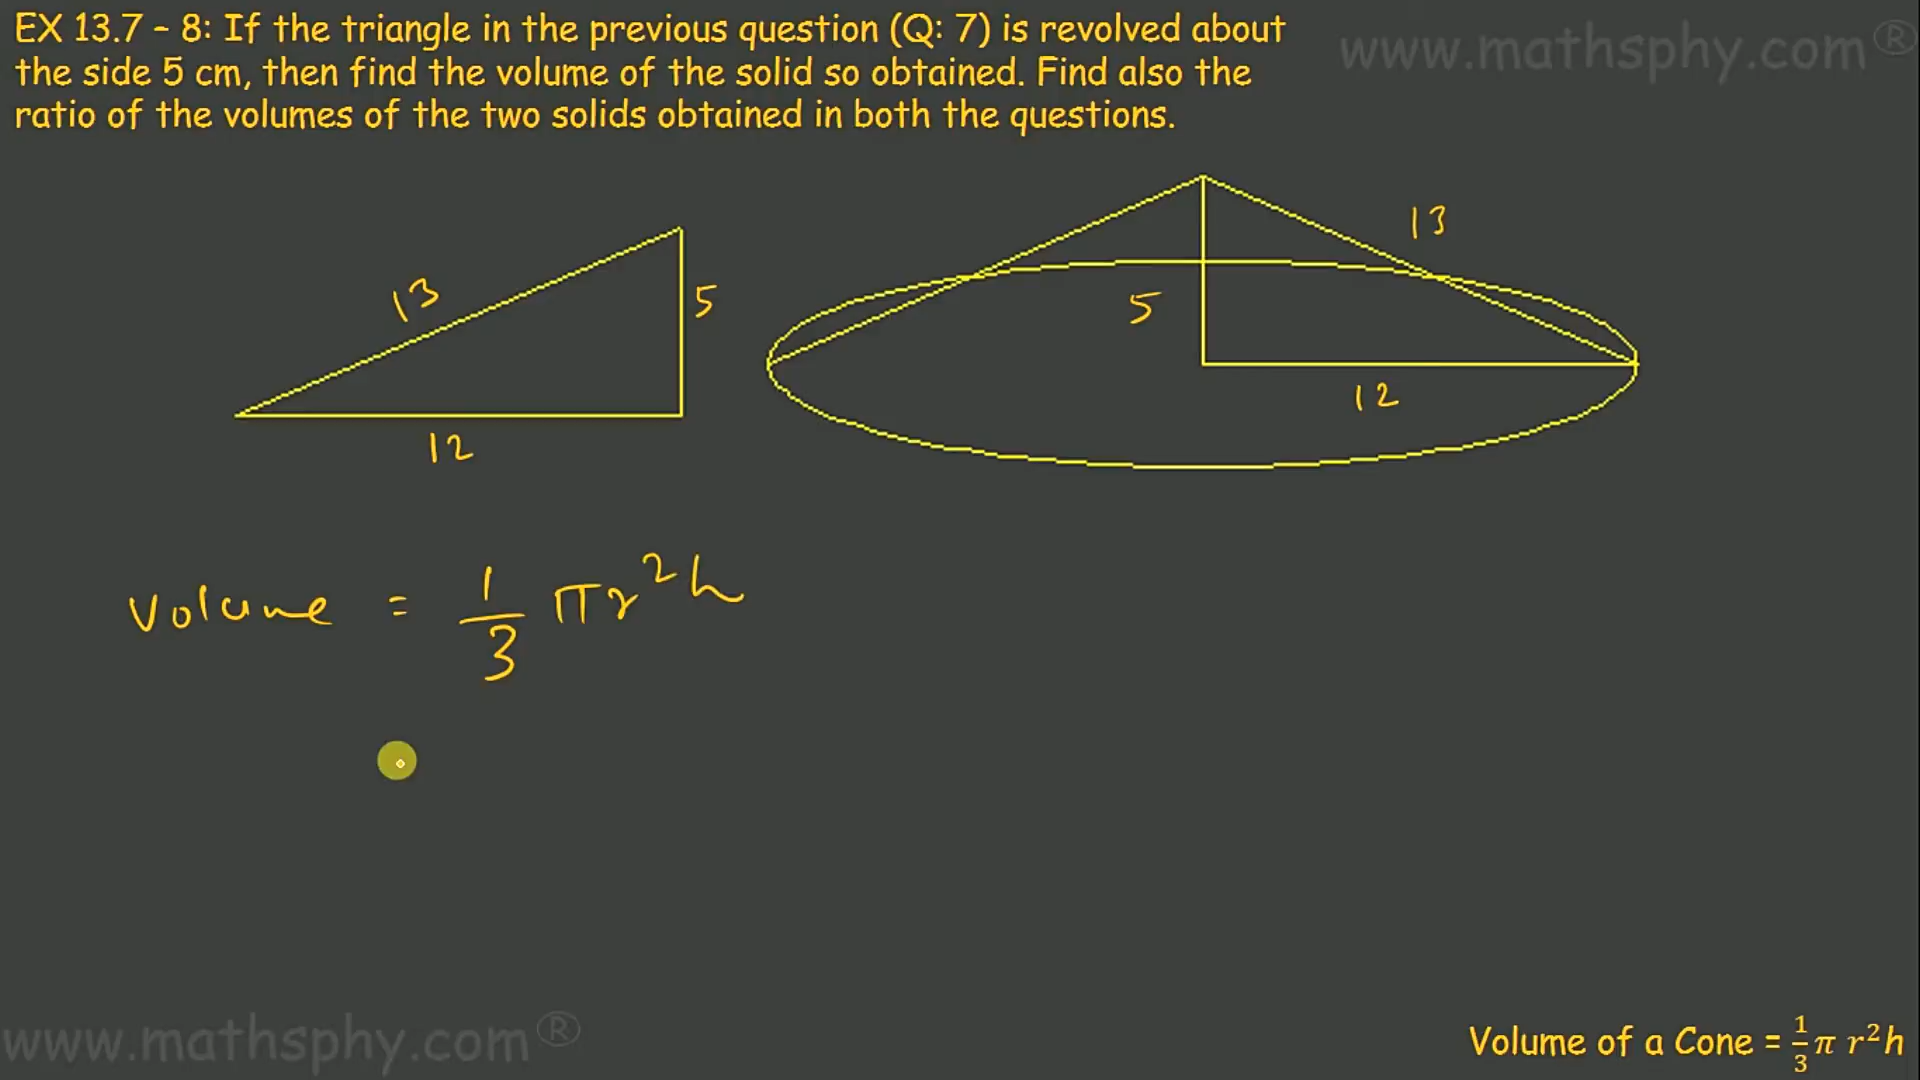 EX 13.7 – 8: If the triangle in the previous question (Q: 7) is revolved about
the side 5 cm, then find the volume of the solid so obtained. Find also the
ratio of the volumes of the two solids obtained in both the questions.
www.mathsphy.com®
13
5
12
13
5
12
Volume = 1/3 πr²h
www.mathsphy.com®
Volume of a Cone = 1/3 π r²h